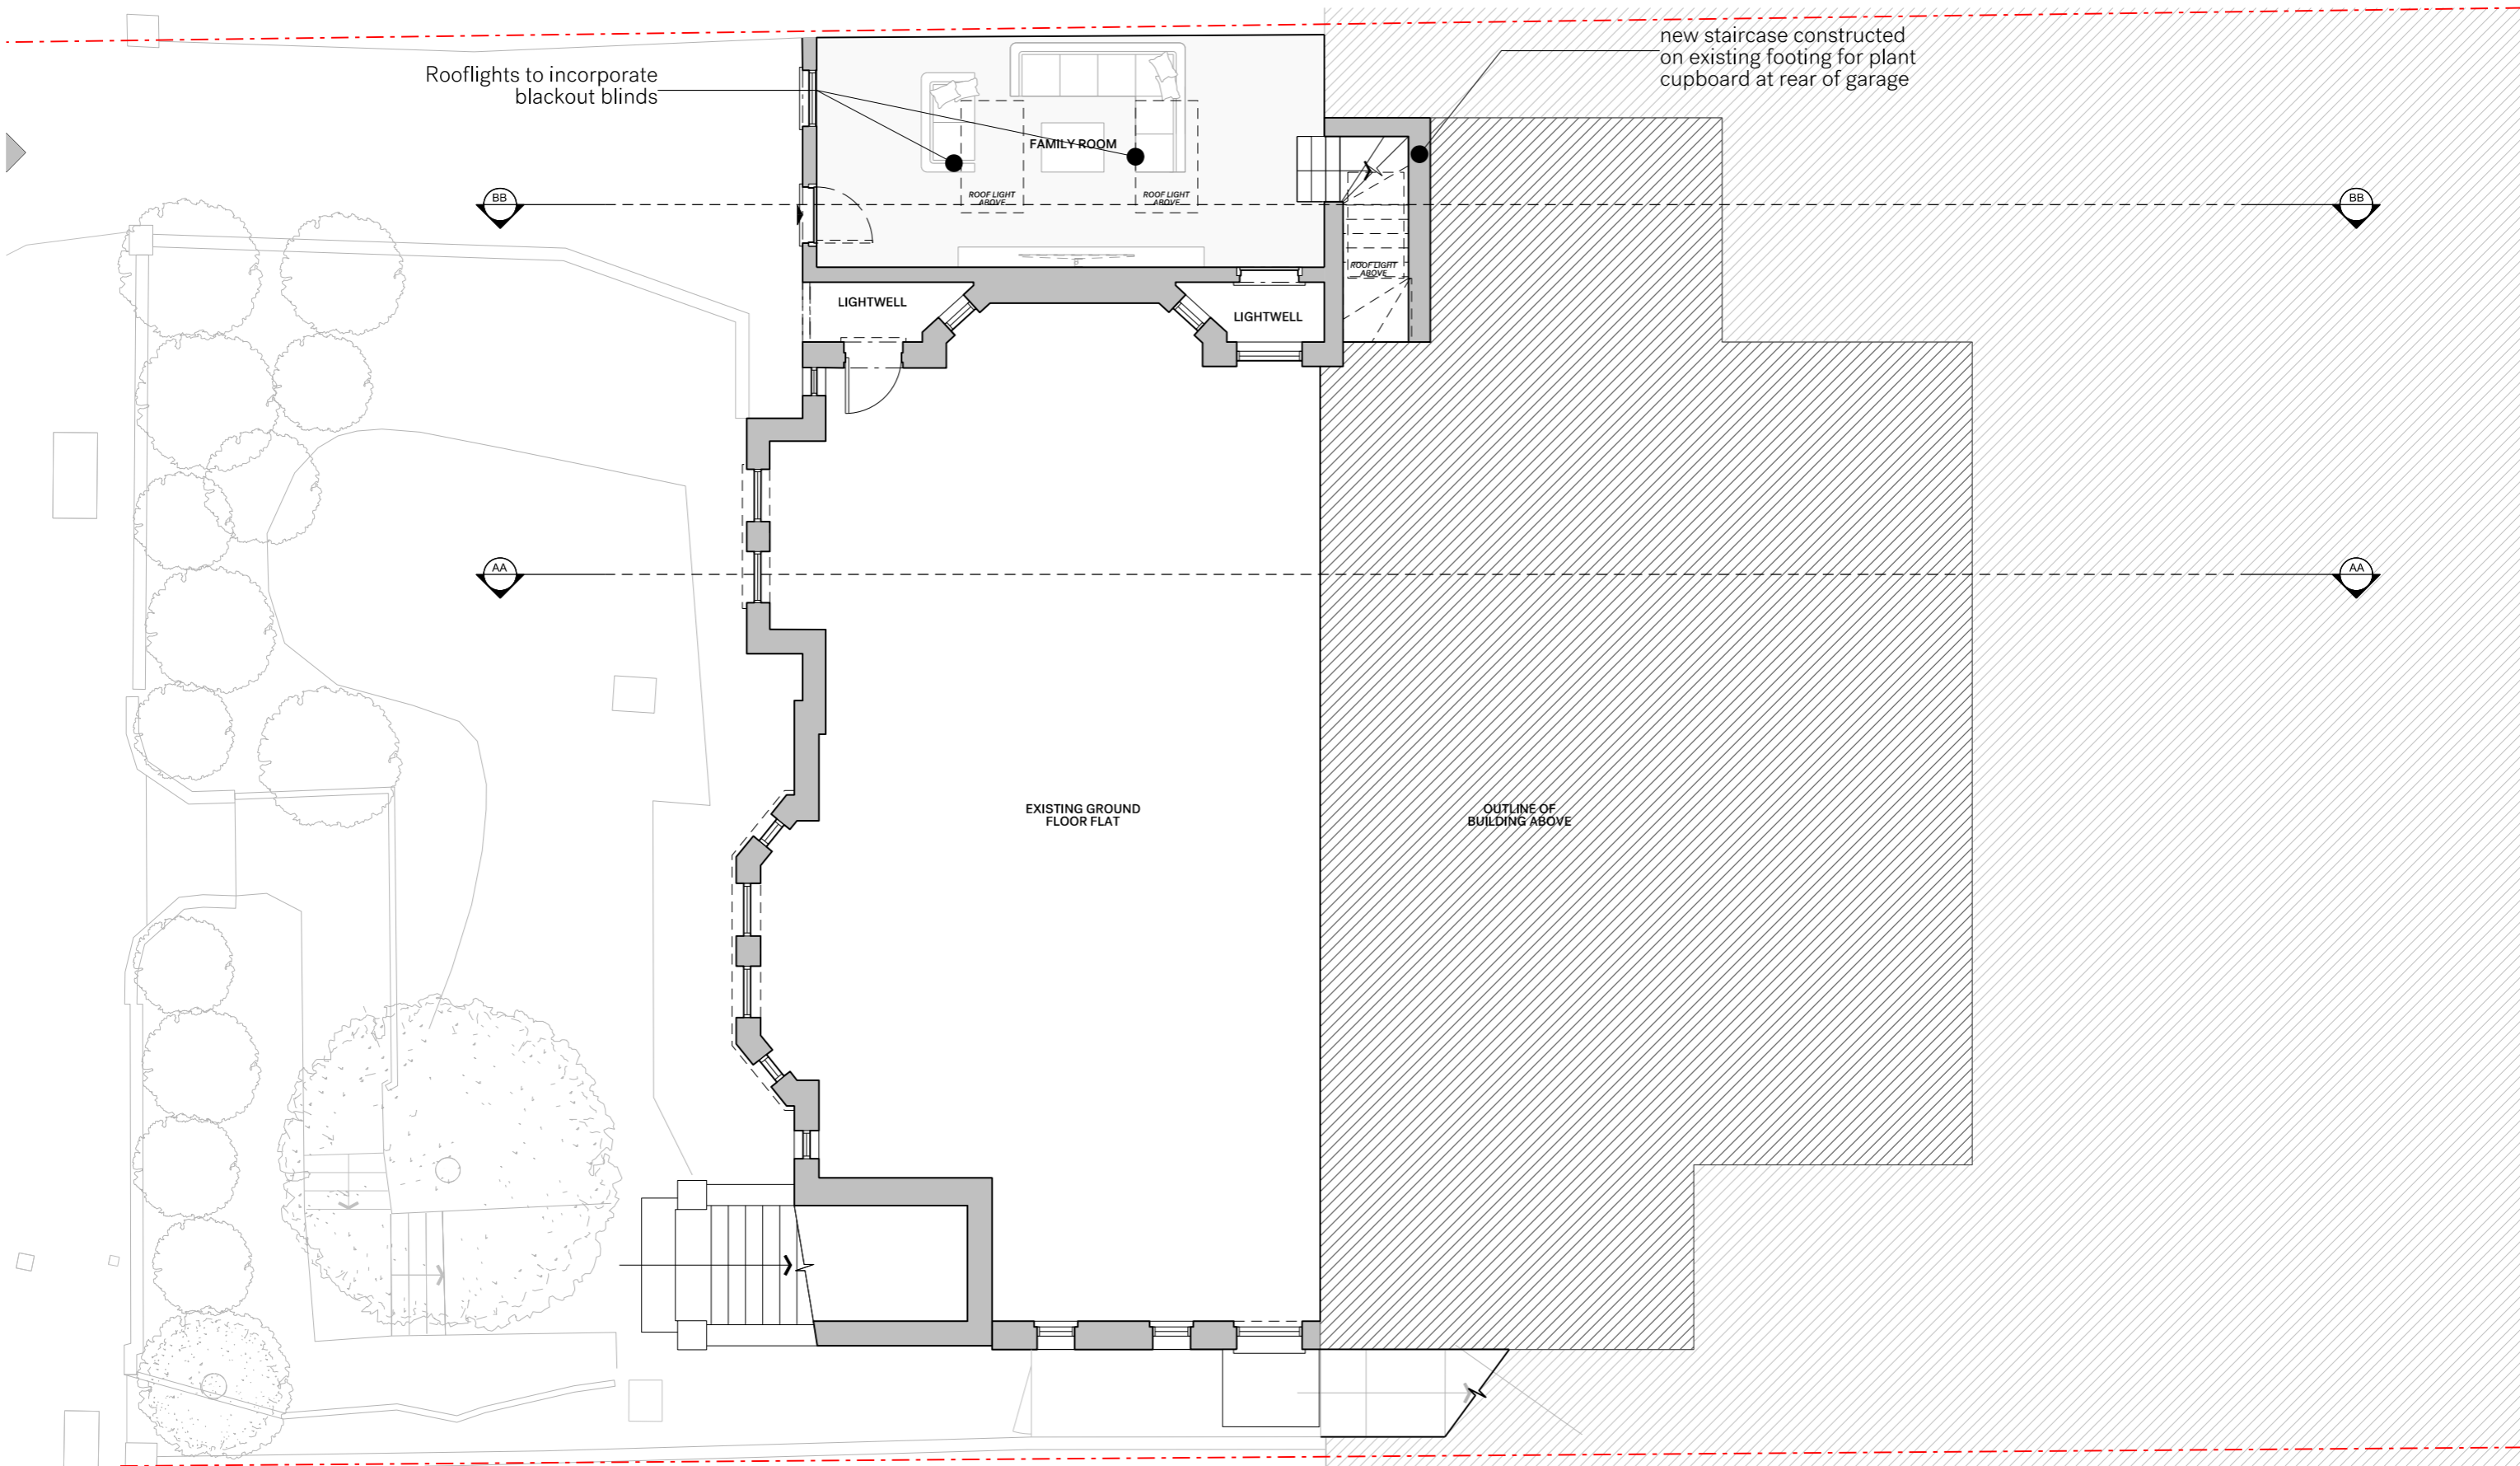 new staircase constructed
on existing footing for plant
cupboard at rear of garage
Rooflights to incorporate
blackout blinds
FAMILY ROOM
ROOF LIGHT
ABOVE
ROOF LIGHT
ABOVE
BB
BB
ROOF LIGHT
ABOVE
LIGHTWELL
LIGHTWELL
AA
AA
EXISTING GROUND
FLOOR FLAT
OUTLINE OF
BUILDING ABOVE